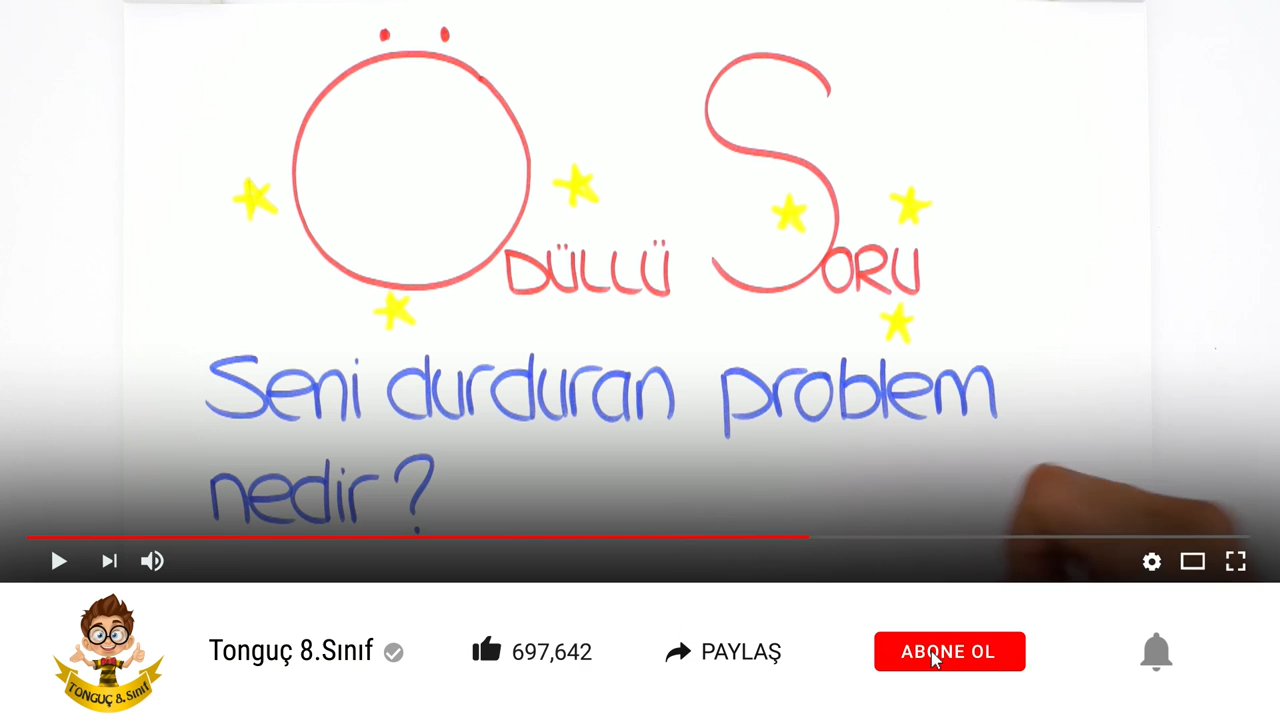 ÖDÜLLÜ SORU
Seni durduran problem
nedir?
Tonguç 8.Sınıf
697,642
PAYLAŞ
ABONE OL
TONGUÇ 8. Sınıf